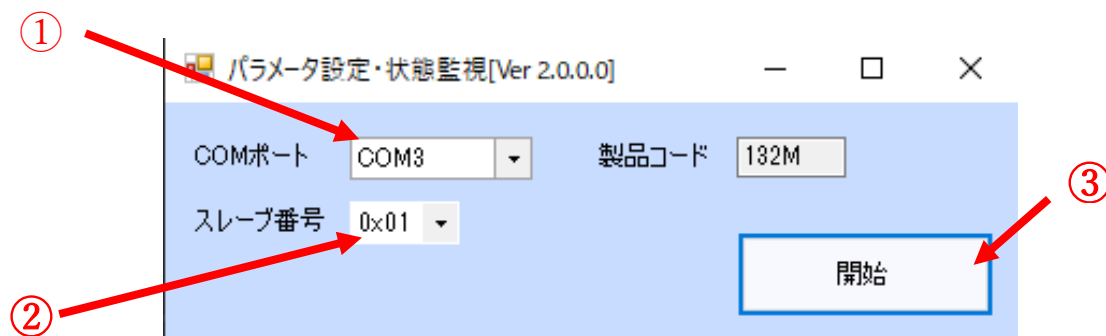 ①
パラメータ設定・状態監視[Ver 2.0.0.0]
COMポート COM3 製品コード 132M
③
スレーブ番号 0x01
開始
②